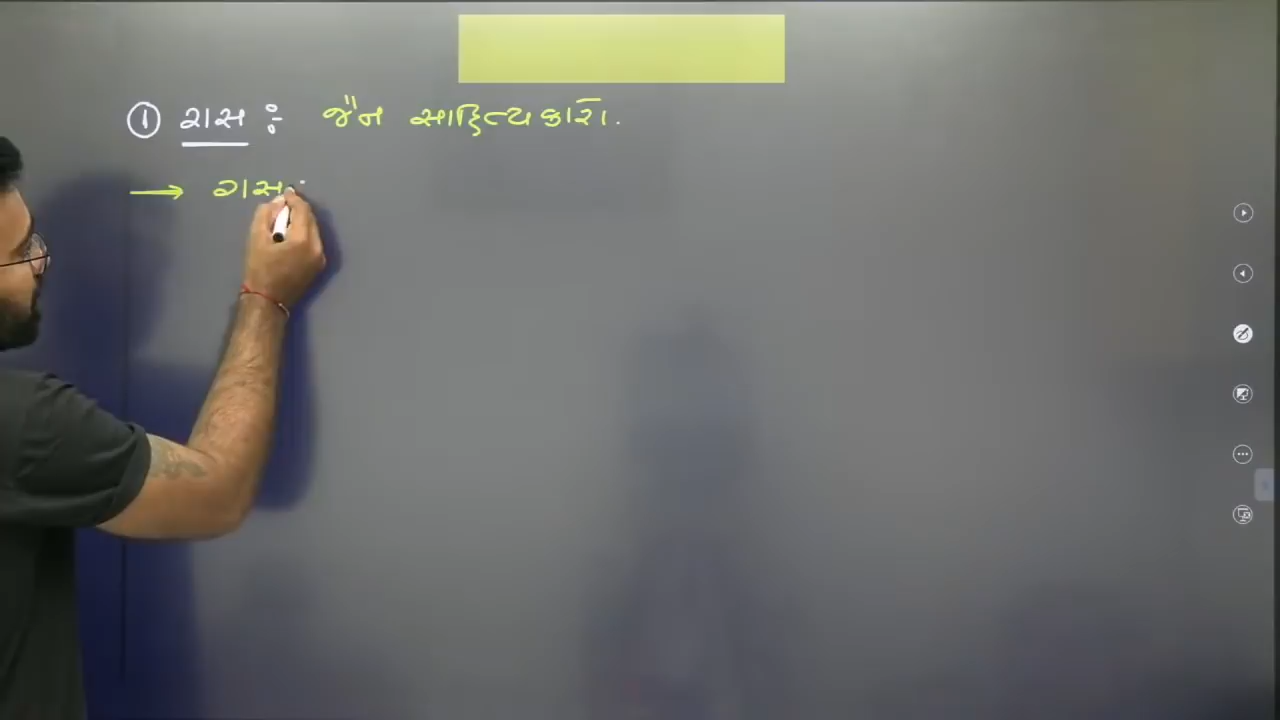 ① રાસ ÷ જૈન સાહિત્યકારો.
→ રાસ